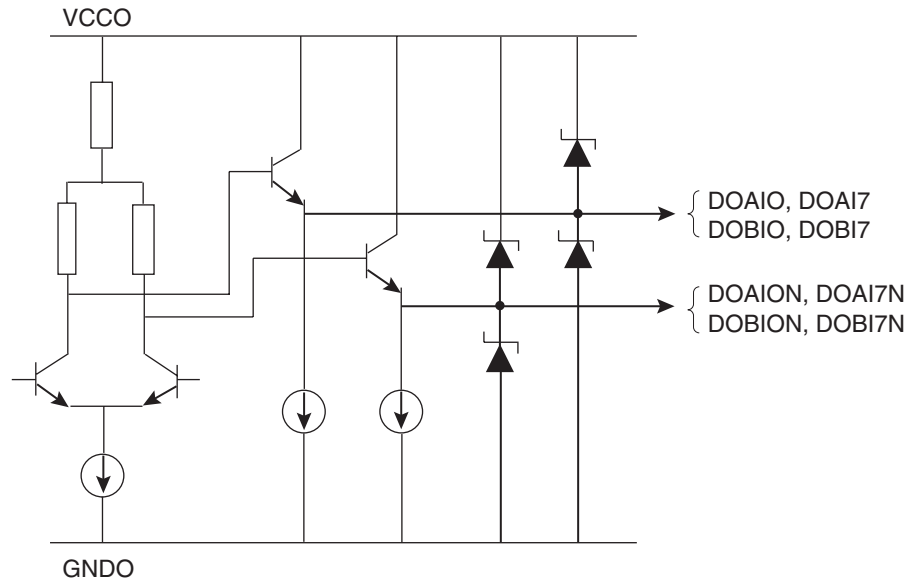 VCCO
DOAIO, DOAI7
DOBIO, DOBI7
DOAION, DOAI7N
DOBION, DOBI7N
GNDO